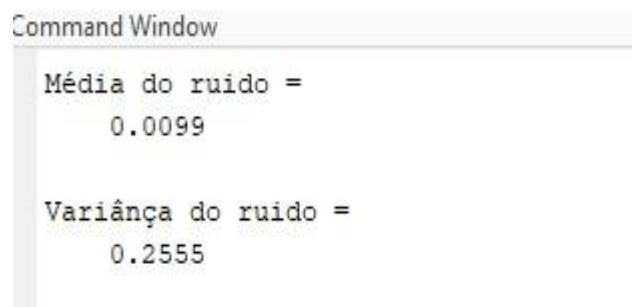 Command Window
Média do ruido =
0.0099
Variânça do ruido =
0.2555